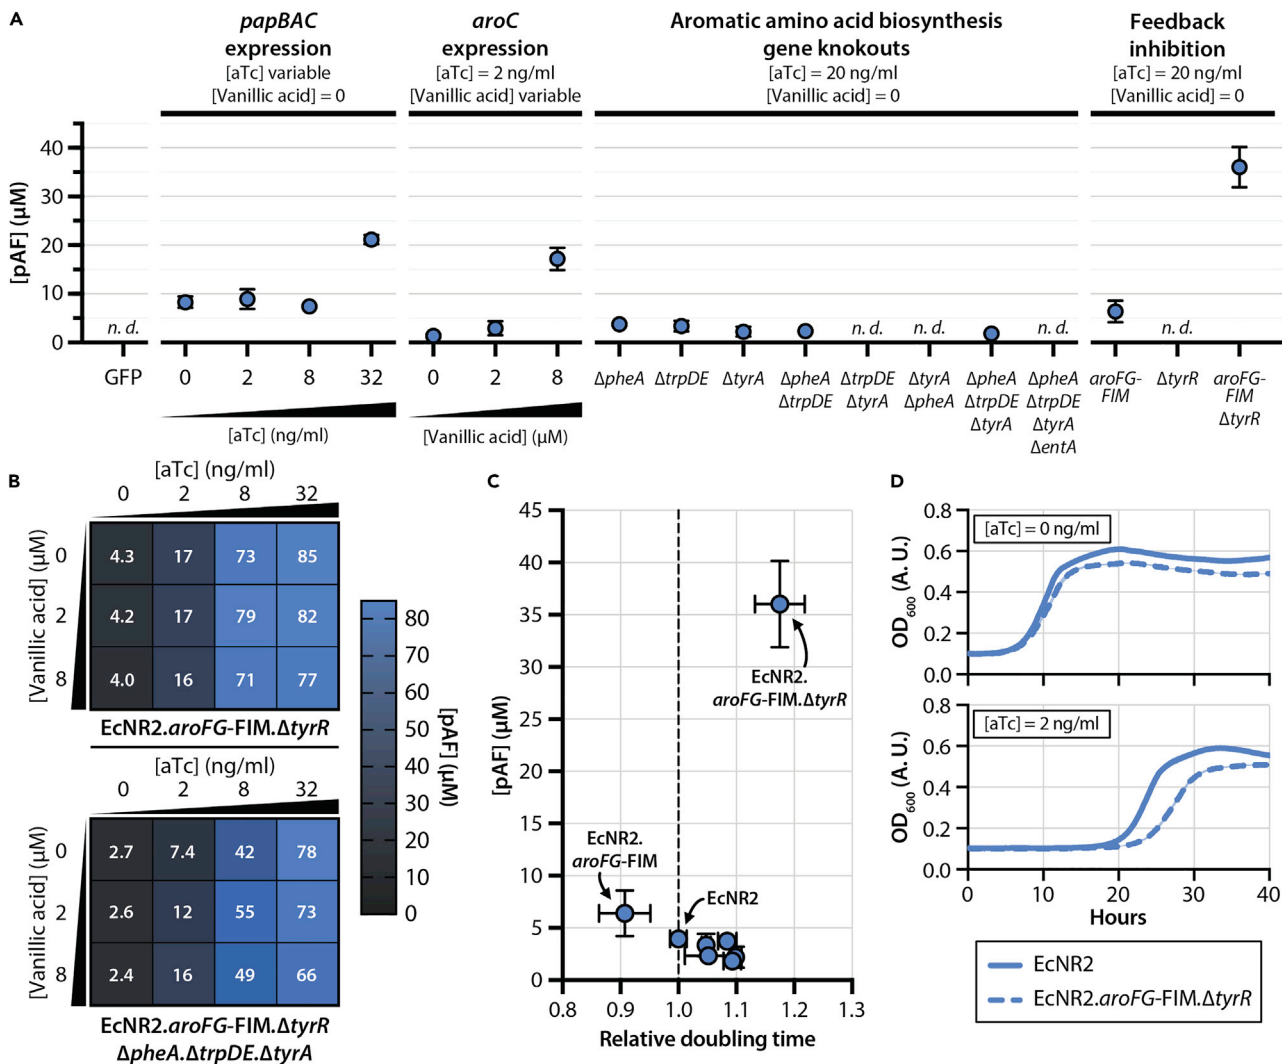 A
papBAC
expression
[aTc] variable
[Vanillic acid] = 0
aroC
expression
[aTc] = 2 ng/ml
[Vanillic acid] variable
Aromatic amino acid biosynthesis
gene knokouts
[aTc] = 20 ng/ml
[Vanillic acid] = 0
Feedback
inhibition
[aTc] = 20 ng/ml
[Vanillic acid] = 0
[pAF] (µM)
40
30
20
10
0
n. d.
n. d.
n. d.
n. d.
n. d.
GFP
0 2 8 32
[aTc] (ng/ml)
0 2 8
[Vanillic acid] (µM)
ΔpheA
ΔtrpDE
ΔtyrA
ΔpheA
ΔtrpDE
ΔtrpDE
ΔtyrA
ΔtyrA
ΔpheA
ΔpheA
ΔtrpDE
ΔtyrA
ΔpheA
ΔtrpDE
ΔtyrA
ΔentA
aroFG-
FIM
ΔtyrR
aroFG-
FIM
ΔtyrR
B
[aTc] (ng/ml)
0 2 8 32
[Vanillic acid] (µM)
0 4.3 17 73 85
2 4.2 17 79 82
8 4.0 16 71 77
EcNR2.aroFG-FIM.ΔtyrR
[aTc] (ng/ml)
0 2 8 32
[Vanillic acid] (µM)
0 2.7 7.4 42 78
2 2.6 12 55 73
8 2.4 16 49 66
EcNR2.aroFG-FIM.ΔtyrR
ΔpheA.ΔtrpDE.ΔtyrA
80
70
60
50
40
30
20
10
0
[pAF] (µM)
C
[pAF] (µM)
45
40
35
30
25
20
15
10
5
0
EcNR2.
aroFG-FIM.ΔtyrR
EcNR2.
aroFG-FIM
EcNR2
0.8 0.9 1.0 1.1 1.2 1.3
Relative doubling time
D
OD600 (A. U.)
0.8
0.6
0.4
0.2
0.0
[aTc] = 0 ng/ml
0 10 20 30 40
OD600 (A. U.)
0.8
0.6
0.4
0.2
0.0
[aTc] = 2 ng/ml
0 10 20 30 40
Hours
EcNR2
EcNR2.aroFG-FIM.ΔtyrR